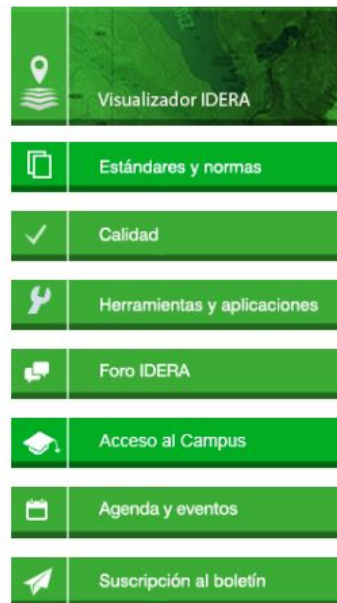 Visualizador IDERA
Estándares y normas
Calidad
Herramientas y aplicaciones
Foro IDERA
Acceso al Campus
Agenda y eventos
Suscripción al boletín